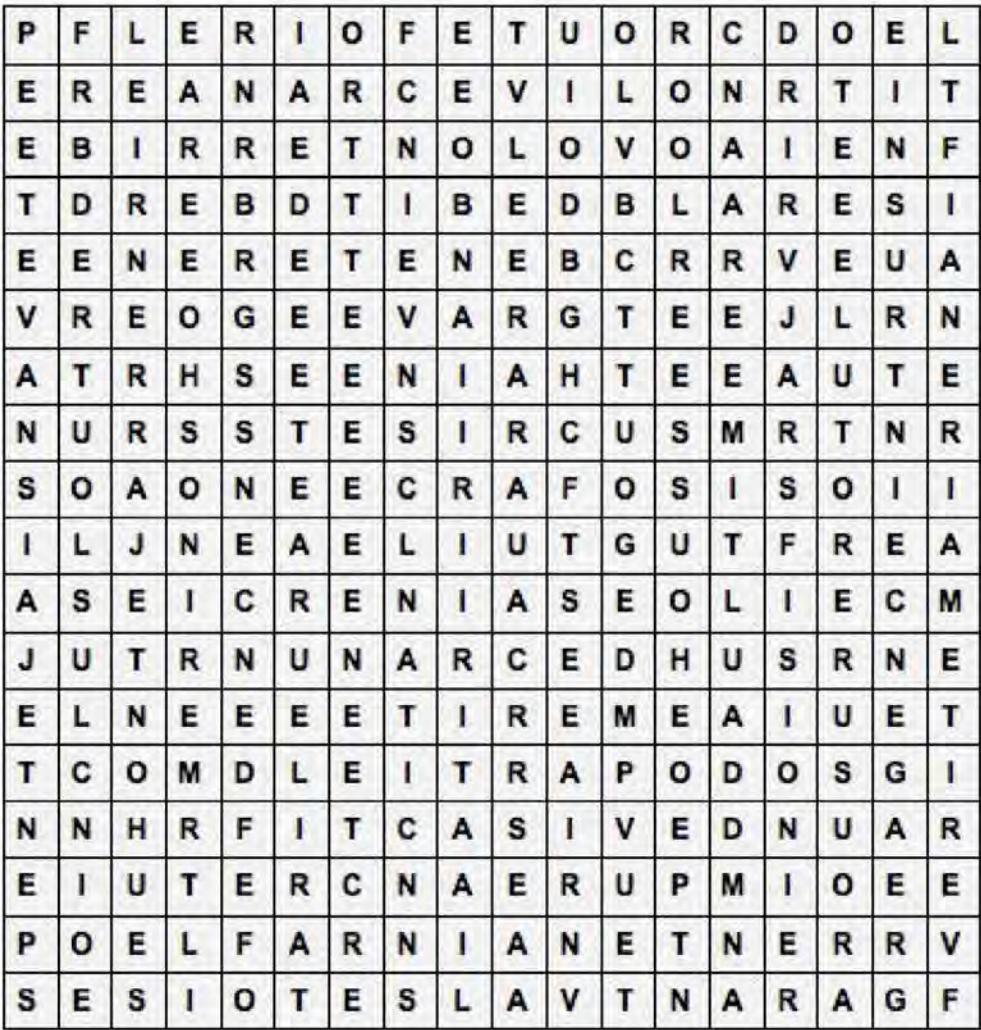 P F L E R I O F E T U O R C D O E L
E R E A N A R C E V I L O N R T I T
E B I R R E T N O L O V O A I E N F
T D R E B D T I B E D B L A R E S I
E E N E R E T E N E B C R R V E U A
V R E O G E E V A R G T E E J L R N
A T R H S E E N I A H T E E A U T E
N U R S S T E S I R C U S M R T N R
S O A O N E E C R A F O S I S O I I
I L J N E A E L I U T G U T F R E A
A S E I C R E N I A S E O L I E C M
J U T R N U N A R C E D H U S R N E
E L N E E E E T I R E M E A I U E T
T C O M D L E I T R A P O D O S G I
N N H R F I T C A S I V E D N U A R
E I U T E R C N A E R U P M I O E E
P O E L F A R N I A N E T N E R R V
S E S I O T E S L A V T N A R A G F